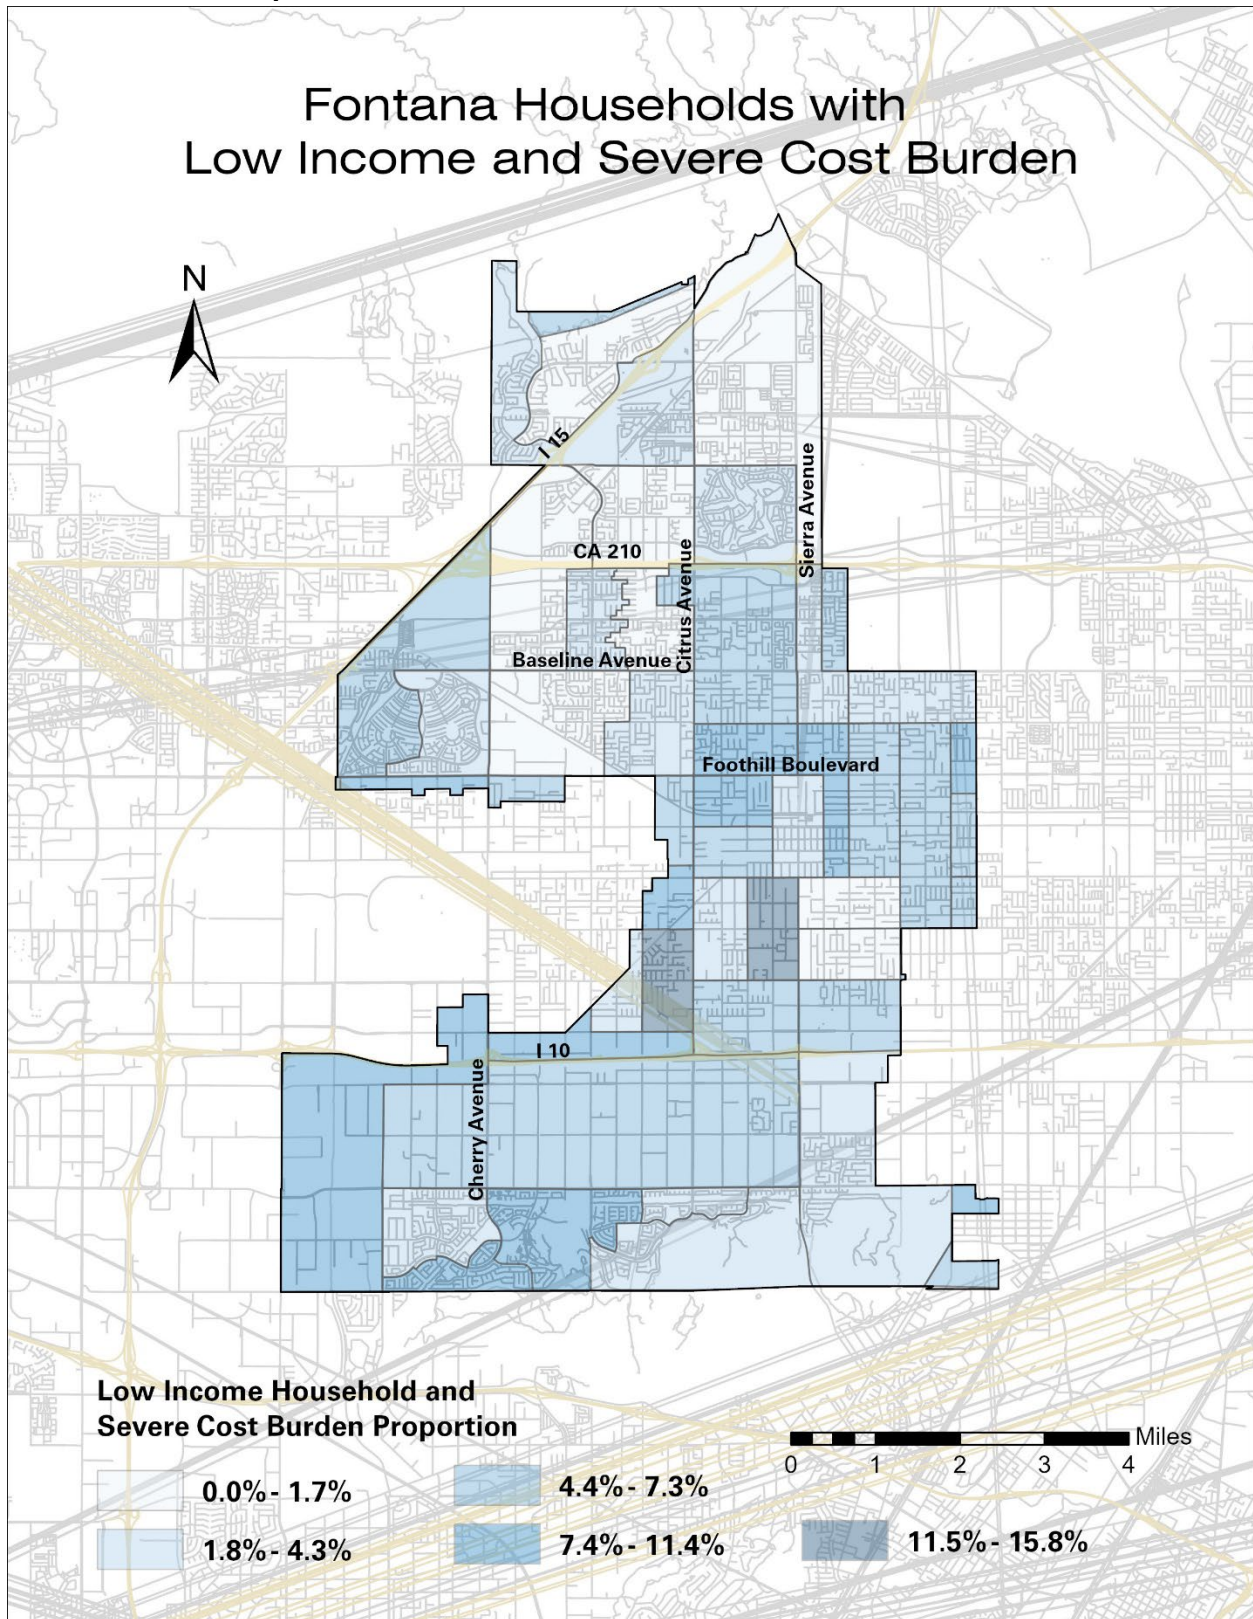 Fontana Households with
Low Income and Severe Cost Burden
N
I 15
Sierra Avenue
CA 210
Citrus Avenue
Baseline Avenue
Foothill Boulevard
I 10
Cherry Avenue
Low Income Household and
Severe Cost Burden Proportion
Miles
0 1 2 3 4
0.0%- 1.7%
4.4% - 7.3%
1.8%- 4.3%
7.4% - 11.4%
11.5% - 15.8%